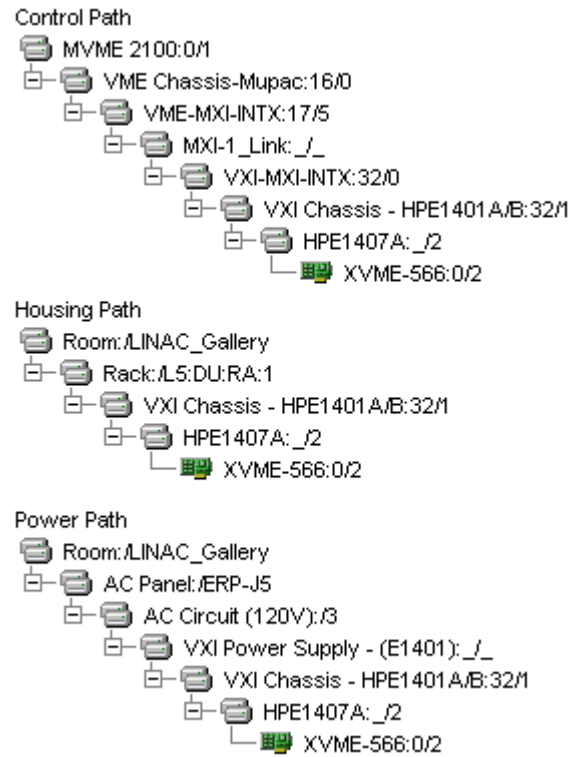 Control Path
MVME 2100:0/1
VME Chassis-Mupac:16/0
VME-MXI-INTX:17/5
MXI-1_Link:_/_
VXI-MXI-INTX:32/0
VXI Chassis - HPE1401A/B:32/1
HPE1407A:_/2
XVME-566:0/2
Housing Path
Room:/LINAC_Gallery
Rack:/L5:DU:RA:1
VXI Chassis - HPE1401A/B:32/1
HPE1407A:_/2
XVME-566:0/2
Power Path
Room:/LINAC_Gallery
AC Panel:/ERP-J5
AC Circuit (120V):/3
VXI Power Supply - (E1401):_/_
VXI Chassis - HPE1401A/B:32/1
HPE1407A:_/2
XVME-566:0/2